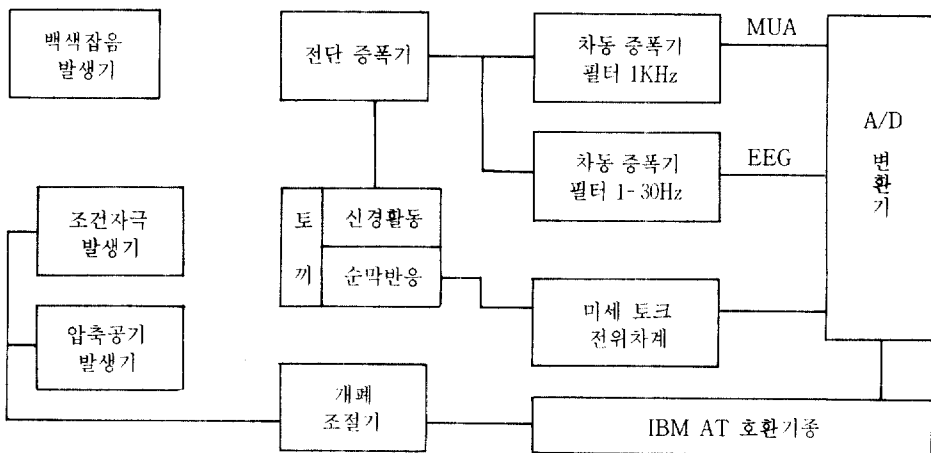 백색잡음
발생기
전단 증폭기
차동 증폭기
필터 1KHz
MUA
A/D
변
환
기
차동 증폭기
필터 1-30Hz
EEG
조건자극
발생기
토
끼
신경활동
순막반응
압축공기
발생기
미세 토크
전위차계
개폐
조절기
IBM AT 호환기종